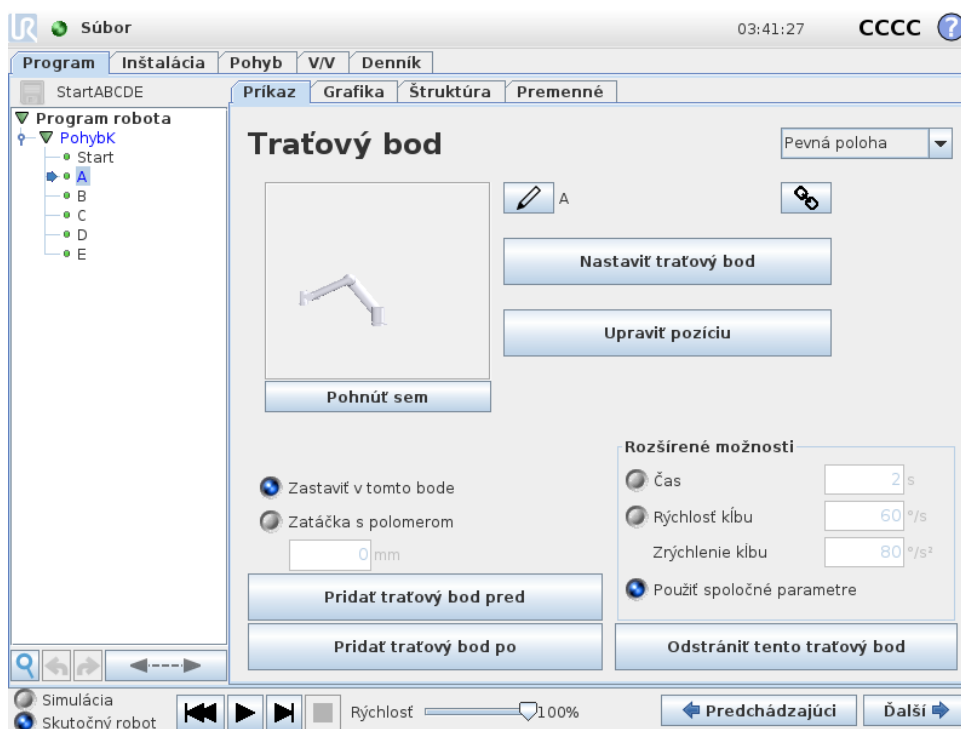 UR Súbor 03:41:27 CCCC ?
Program Inštalácia Pohyb V/V Denník
StartABCDE Príkaz Grafika Štruktúra Premenné
Program robota
PohybK
Start
A
B
C
D
E
Traťový bod Pevná poloha
A
Nastaviť traťový bod
Upraviť pozíciu
Pohnúť sem
Zastaviť v tomto bode
Zatáčka s polomerom
0 mm
Rozšírené možnosti
Čas 2 s
Rýchlosť kĺbu 60 °/s
Zrýchlenie kĺbu 80 °/s²
Použiť spoločné parametre
Pridať traťový bod pred
Pridať traťový bod po Odstrániť tento traťový bod
Simulácia
Skutočný robot Rýchlosť 100% Predchádzajúci Ďalší